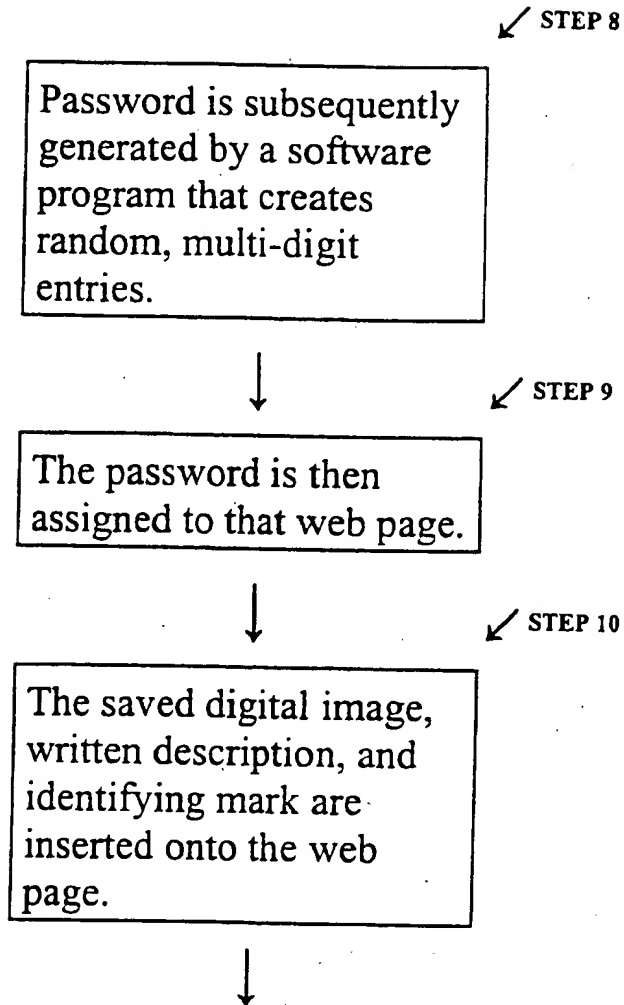 STEP 8
Password is subsequently
generated by a software
program that creates
random, multi-digit
entries.
STEP 9
The password is then
assigned to that web page.
STEP 10
The saved digital image,
written description, and
identifying mark are
inserted onto the web
page.